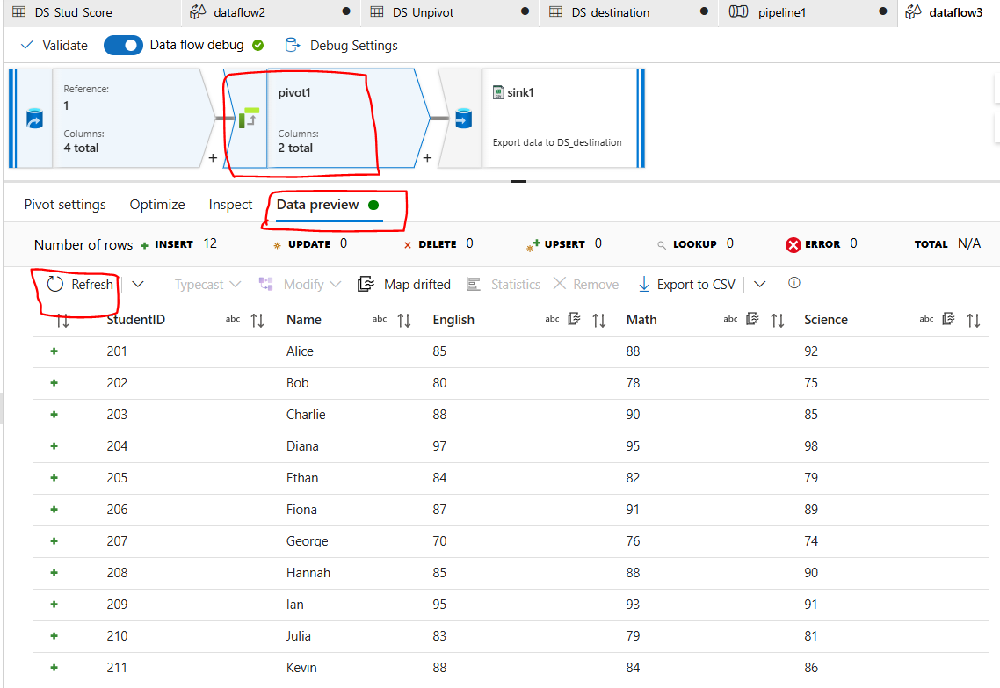 DS_Stud_Score dataflow2 DS_Unpivot DS_destination pipeline1 dataflow3
Validate Data flow debug Debug Settings
Reference:
1
Columns:
4 total
+
pivot1
Columns:
2 total
+
sink1
Export data to DS_destination
Pivot settings Optimize Inspect Data preview
Number of rows + INSERT 12 UPDATE 0 DELETE 0 UPSERT 0 LOOKUP 0 ERROR 0 TOTAL N/A
Refresh Typecast Modify Map drifted Statistics Remove Export to CSV
StudentID abc Name abc English abc Math abc Science abc
+ 201 Alice 85 88 92
+ 202 Bob 80 78 75
+ 203 Charlie 88 90 85
+ 204 Diana 97 95 98
+ 205 Ethan 84 82 79
+ 206 Fiona 87 91 89
+ 207 George 70 76 74
+ 208 Hannah 85 88 90
+ 209 Ian 95 93 91
+ 210 Julia 83 79 81
+ 211 Kevin 88 84 86